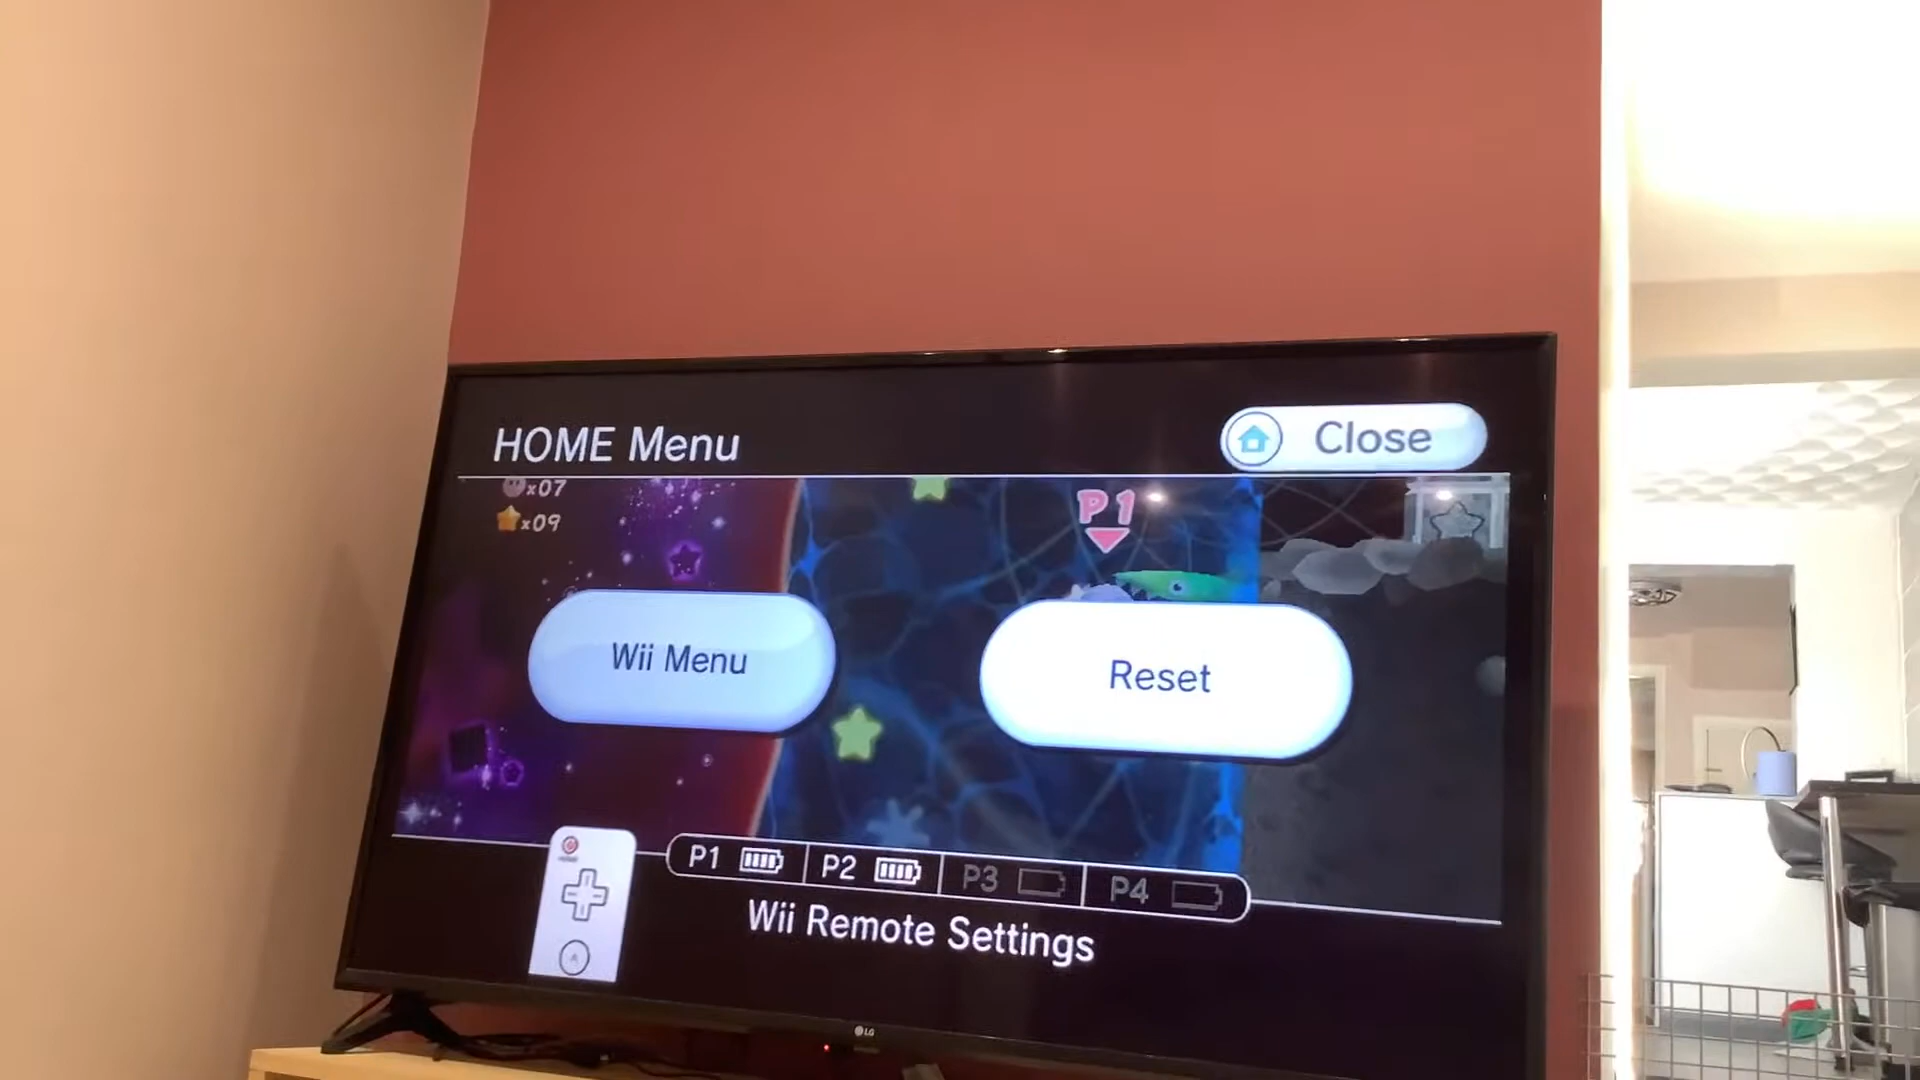 HOME Menu
Close
x07
x09
P1
Wii Menu
Reset
P1
P2
P3
P4
Wii Remote Settings
A
LG